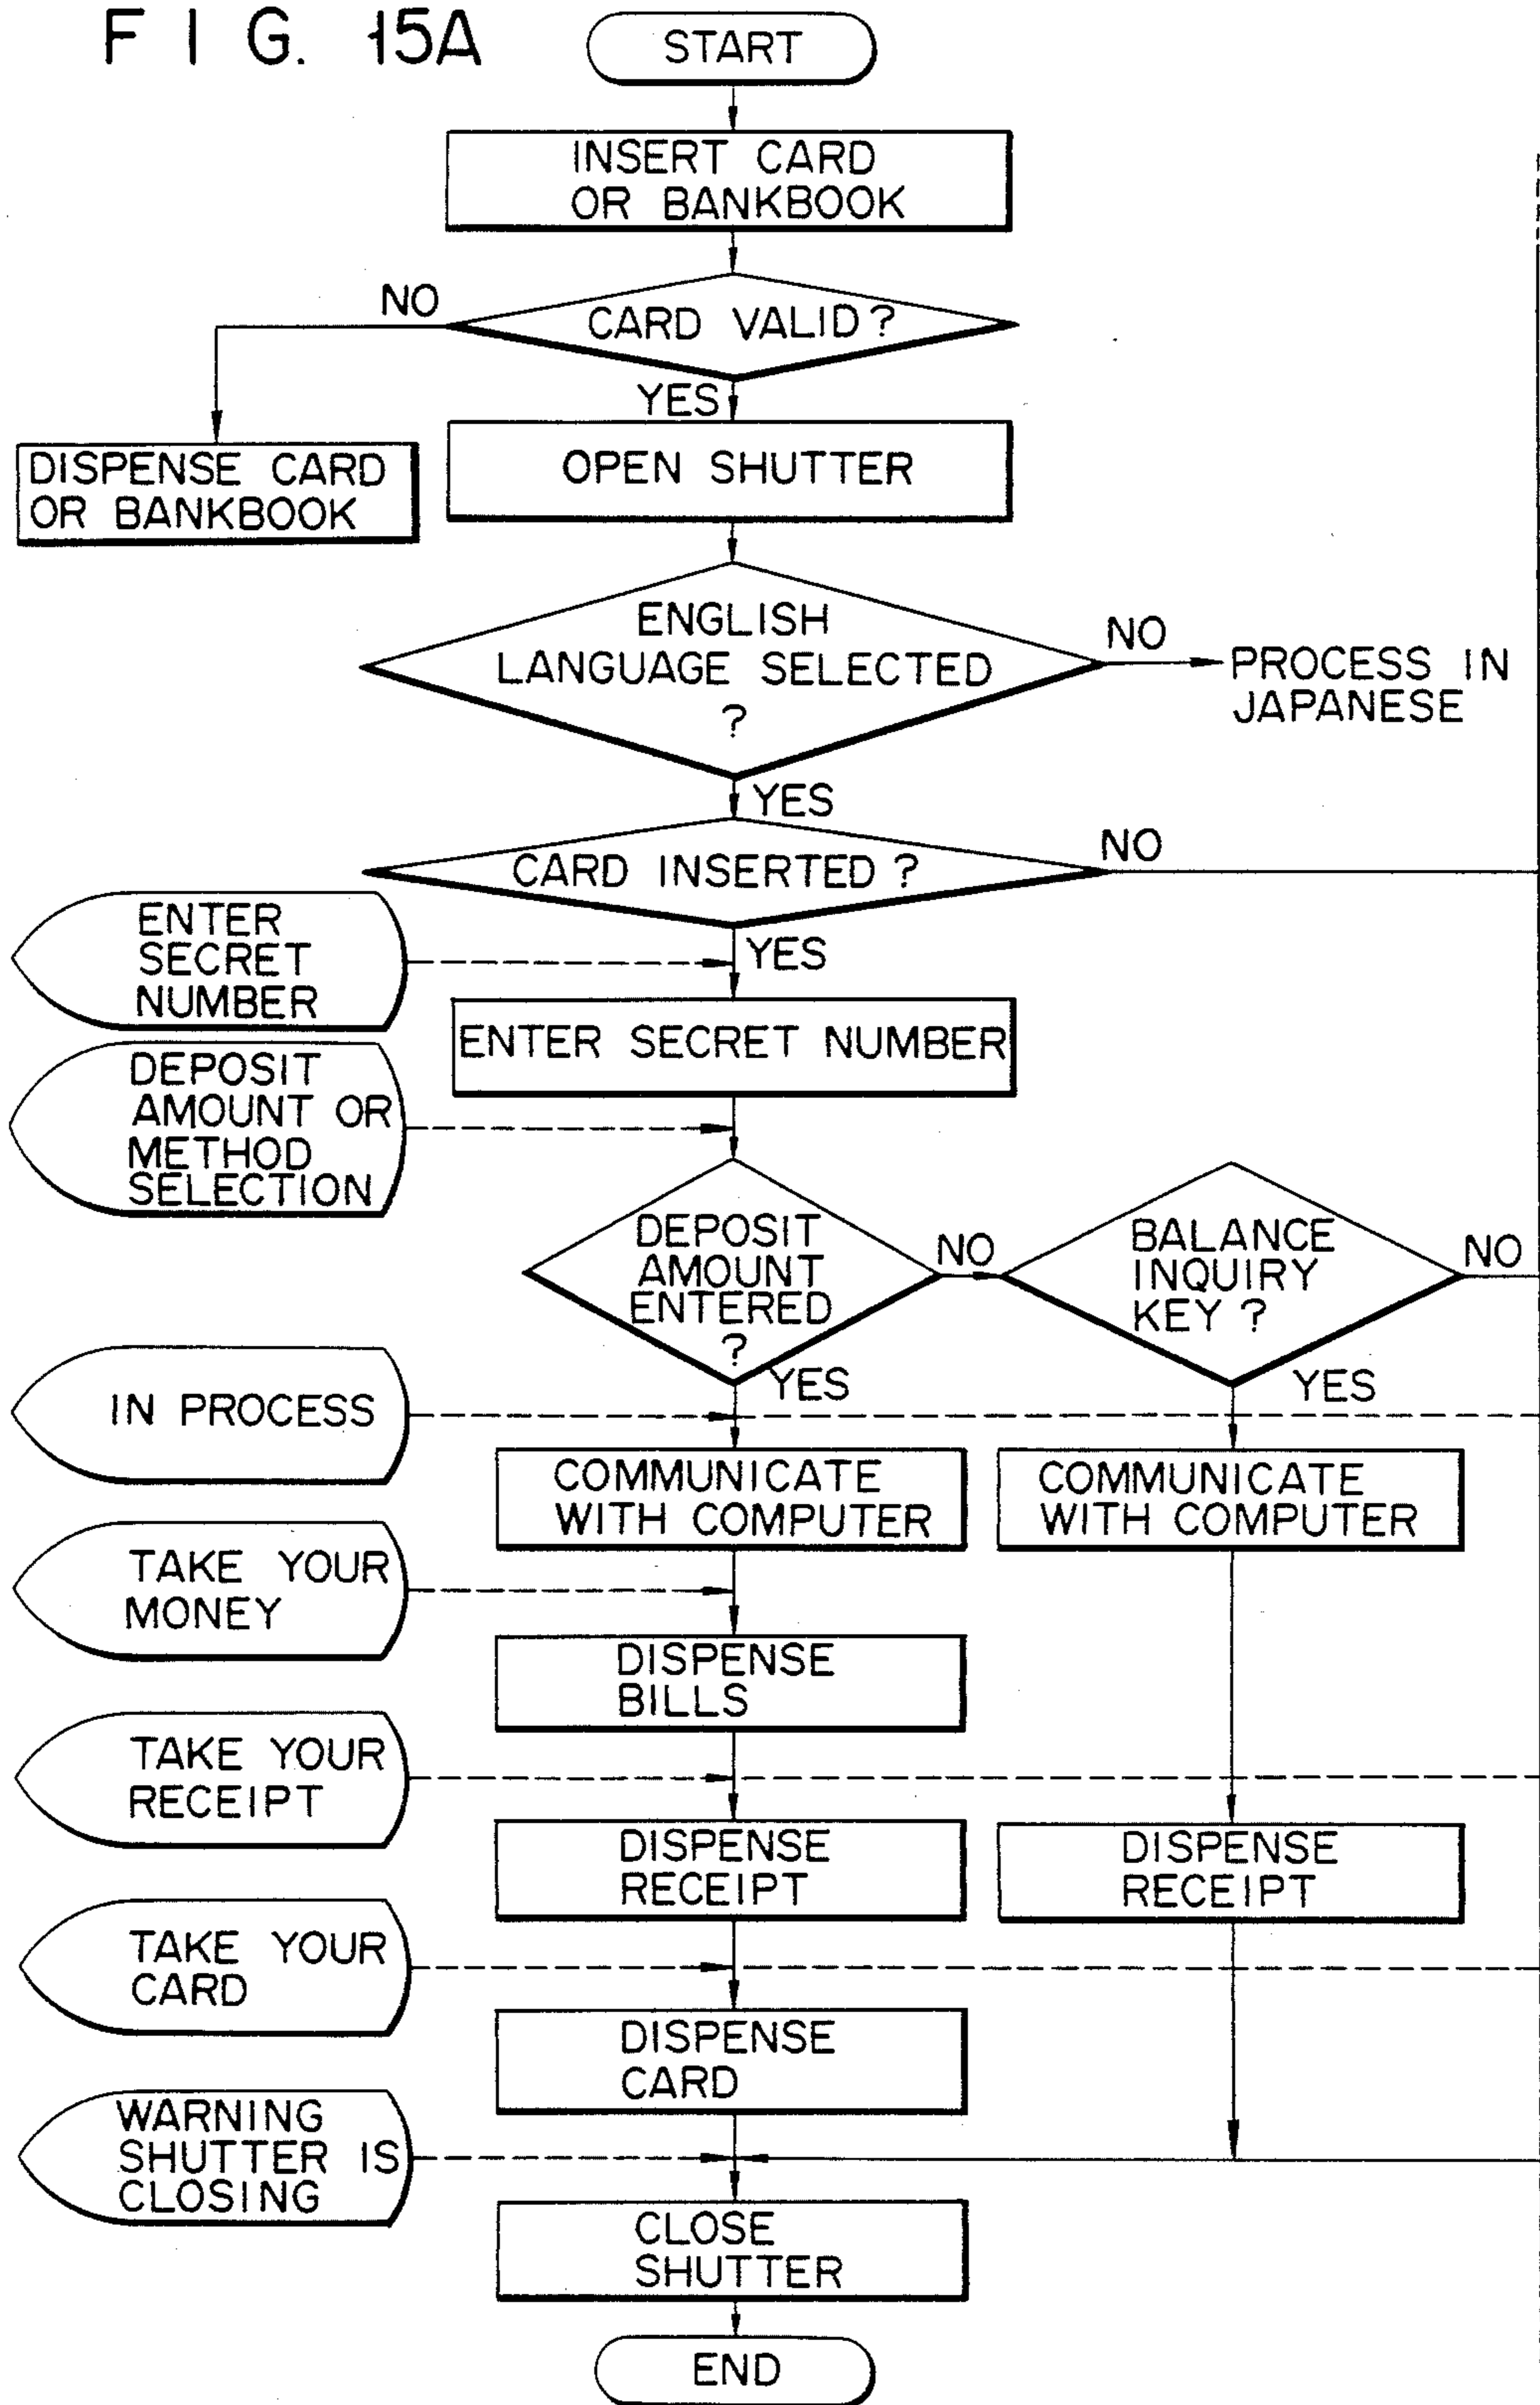 FIG. 15A
START
INSERT CARD
OR BANKBOOK
NO
CARD VALID?
YES
DISPENSE CARD
OR BANKBOOK
OPEN SHUTTER
ENGLISH
LANGUAGE SELECTED
?
NO
PROCESS IN
JAPANESE
YES
CARD INSERTED?
NO
ENTER
SECRET
NUMBER
YES
ENTER SECRET NUMBER
DEPOSIT
AMOUNT OR
METHOD
SELECTION
DEPOSIT
AMOUNT
ENTERED
?
NO
BALANCE
INQUIRY
KEY?
NO
YES
YES
IN PROCESS
COMMUNICATE
WITH COMPUTER
COMMUNICATE
WITH COMPUTER
TAKE YOUR
MONEY
DISPENSE
BILLS
TAKE YOUR
RECEIPT
DISPENSE
RECEIPT
DISPENSE
RECEIPT
TAKE YOUR
CARD
DISPENSE
CARD
WARNING
SHUTTER IS
CLOSING
CLOSE
SHUTTER
END